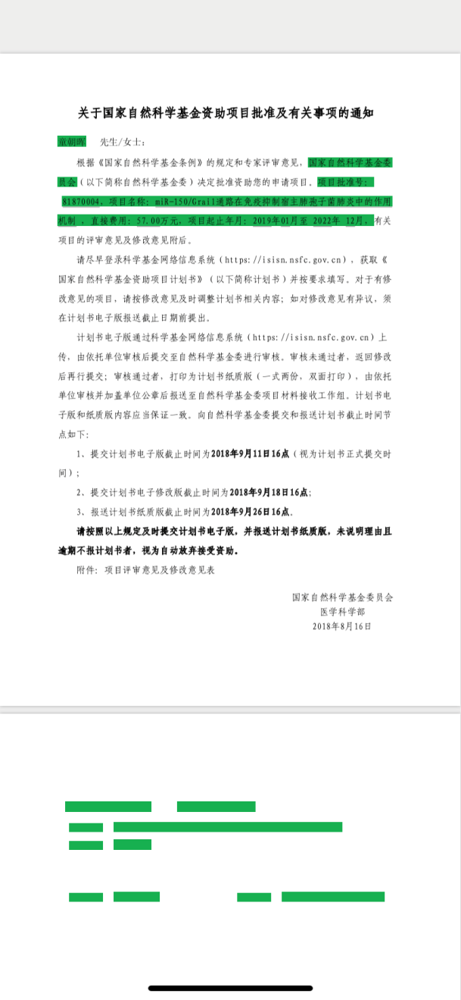 关于国家自然科学基金资助项目批准及有关事项的通知
童朝晖 先生/女士：
根据《国家自然科学基金条例》的规定和专家评审意见，国家自然科学基金委
员会（以下简称自然科学基金委）决定批准资助您的申请项目。项目批准号：
81870004，项目名称：miR-150/Grail通路在免疫抑制宿主肺孢子菌肺炎中的作用
机制 ，直接费用：57.00万元，项目起止年月：2019年01月至 2022年 12月，有关
项目的评审意见及修改意见附后。
请尽早登录科学基金网络信息系统（https://isisn.nsfc.gov.cn），获取《
国家自然科学基金资助项目计划书》（以下简称计划书）并按要求填写。对于有修
改意见的项目，请按修改意见及时调整计划书相关内容；如对修改意见有异议，须
在计划书电子版报送截止日期前提出。
计划书电子版通过科学基金网络信息系统（https://isisn.nsfc.gov.cn）上
传，由依托单位审核后提交至自然科学基金委进行审核。审核未通过者，返回修改
后再行提交；审核通过者，打印为计划书纸质版（一式两份，双面打印），由依托
单位审核并加盖单位公章后报送至自然科学基金委项目材料接收工作组。计划书电
子版和纸质版内容应当保证一致。向自然科学基金委提交和报送计划书截止时间节
点如下：
1、提交计划书电子版截止时间为2018年9月11日16点（视为计划书正式提交时
间）；
2、提交计划书电子修改版截止时间为2018年9月18日16点；
3、报送计划书纸质版截止时间为2018年9月26日16点。
请按照以上规定及时提交计划书电子版，并报送计划书纸质版，未说明理由且
逾期不报计划书者，视为自动放弃接受资助。
附件：项目评审意见及修改意见表
国家自然科学基金委员会
医学科学部
2018年8月16日